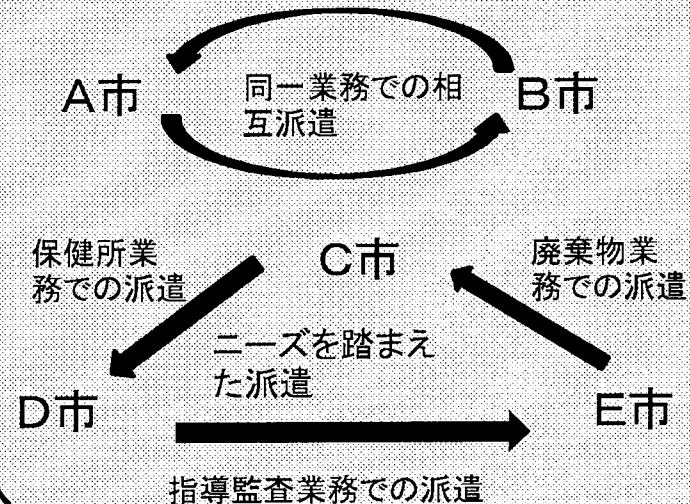 A市
同一業務での相
互派遣
B市
保健所業
務での派遣
C市
廃棄物業
務での派遣
ニーズを踏まえ
た派遣
D市
E市
指導監査業務での派遣